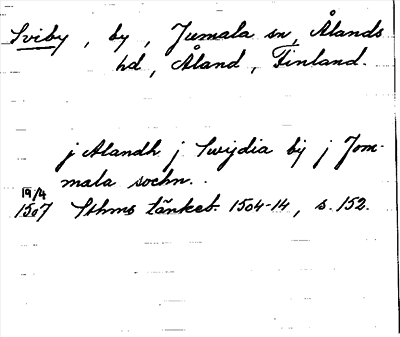 Sviby, by, Jumala sn, Ålands
hd, Åland, Finland.
j Alandh j Swijdia bij j Jom-
mala sochn.
19/4
1507 Sthms tänkeb. 1504-14, s. 152.